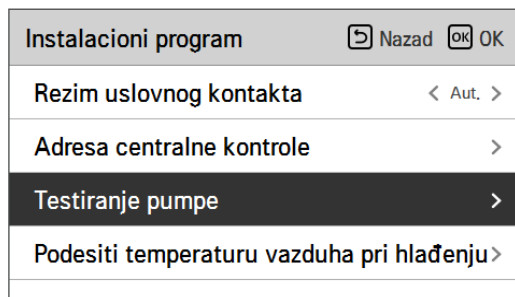 Instalacioni program Nazad OK OK
Rezim uslovnog kontakta < Aut. >
Adresa centralne kontrole >
Testiranje pumpe >
Podesiti temperaturu vazduha pri hlađenju >